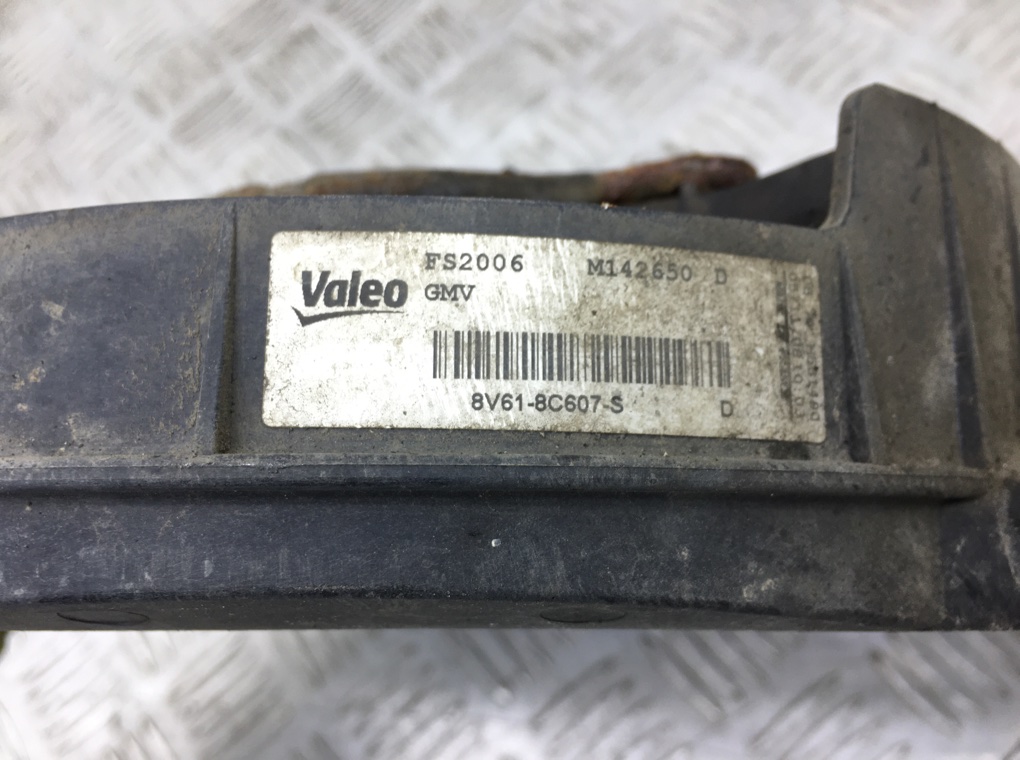 Valeo
FS2006 M142650 D
GMV
8V61-8C607-S D